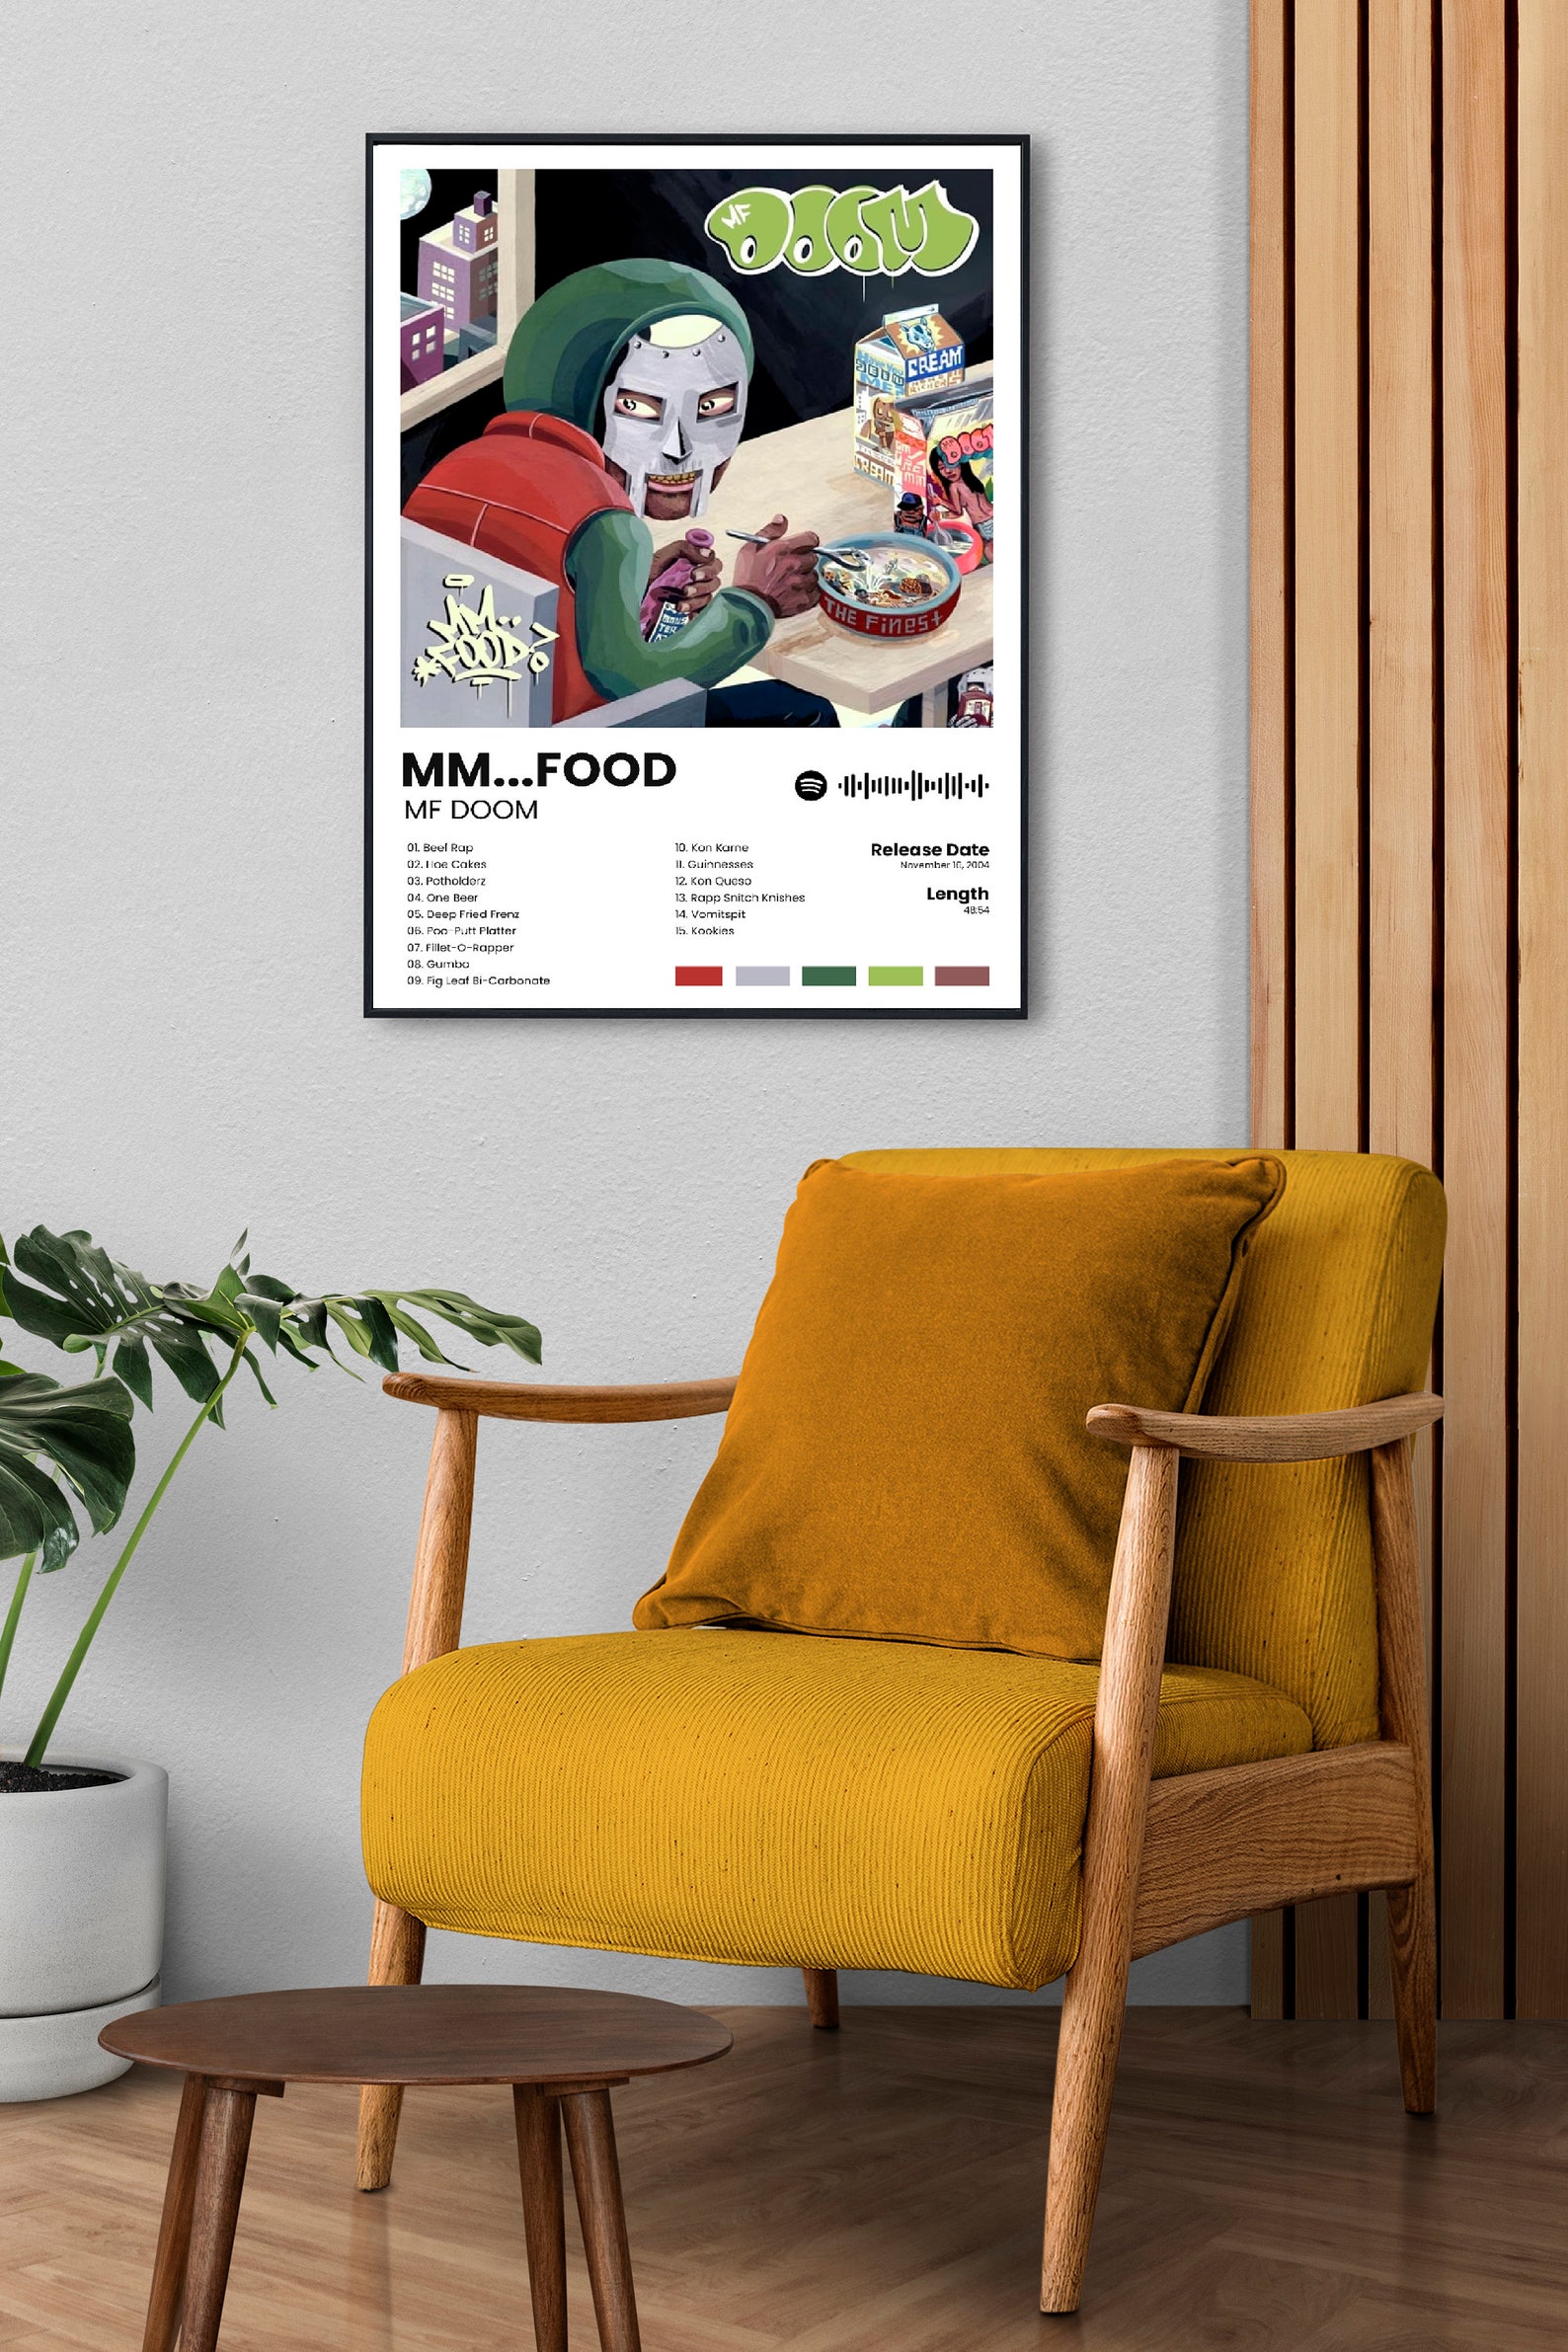 MF
DOOM
CREAM
CREAM
DOOM
THE FINEST
MM..
FOOD?
MM...FOOD
MF DOOM
01. Beef Rap
02. Hoe Cakes
03. Potholderz
04. One Beer
05. Deep Fried Frenz
06. Poo-Putt Platter
07. Fillet-O-Rapper
08. Gumbo
09. Fig Leaf Bi-Carbonate
10. Kon Karne
11. Guinnesses
12. Kon Queso
13. Rapp Snitch Knishes
14. Vomitspit
15. Kookies
Release Date
November 16, 2004
Length
48:54